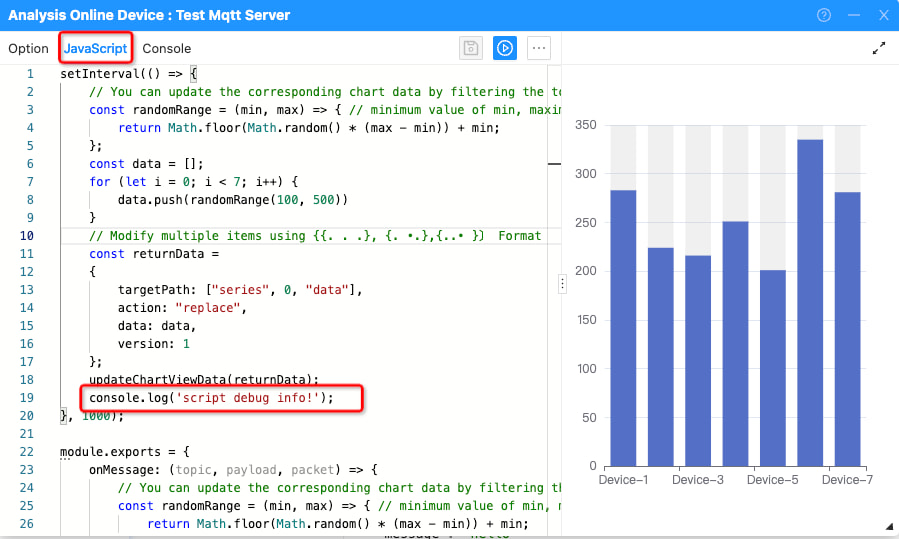 Analysis Online Device : Test Mqtt Server
Option JavaScript Console
1 setInterval(() => {
2 // You can update the corresponding chart data by filtering the to
3 const randomRange = (min, max) => { // minimum value of min, maxim
4 return Math.floor(Math.random() * (max - min)) + min;
5 };
6 const data = [];
7 for (let i = 0; i < 7; i++) {
8 data.push(randomRange(100, 500))
9 }
10 // Modify multiple items using {{. . .}, {. •.},{..• }} Format
11 const returnData =
12 {
13 targetPath: ["series", 0, "data"],
14 action: "replace",
15 data: data,
16 version: 1
17 };
18 updateChartViewData(returnData);
19 console.log('script debug info!');
20 }, 1000);
21
22 module.exports = {
23 onMessage: (topic, payload, packet) => {
24 // You can update the corresponding chart data by filtering th
25 const randomRange = (min, max) => { // minimum value of min, m
26 return Math.floor(Math.random() * (max - min)) + min;
350
300
250
200
150
100
50
0
Device-1 Device-3 Device-5 Device-7